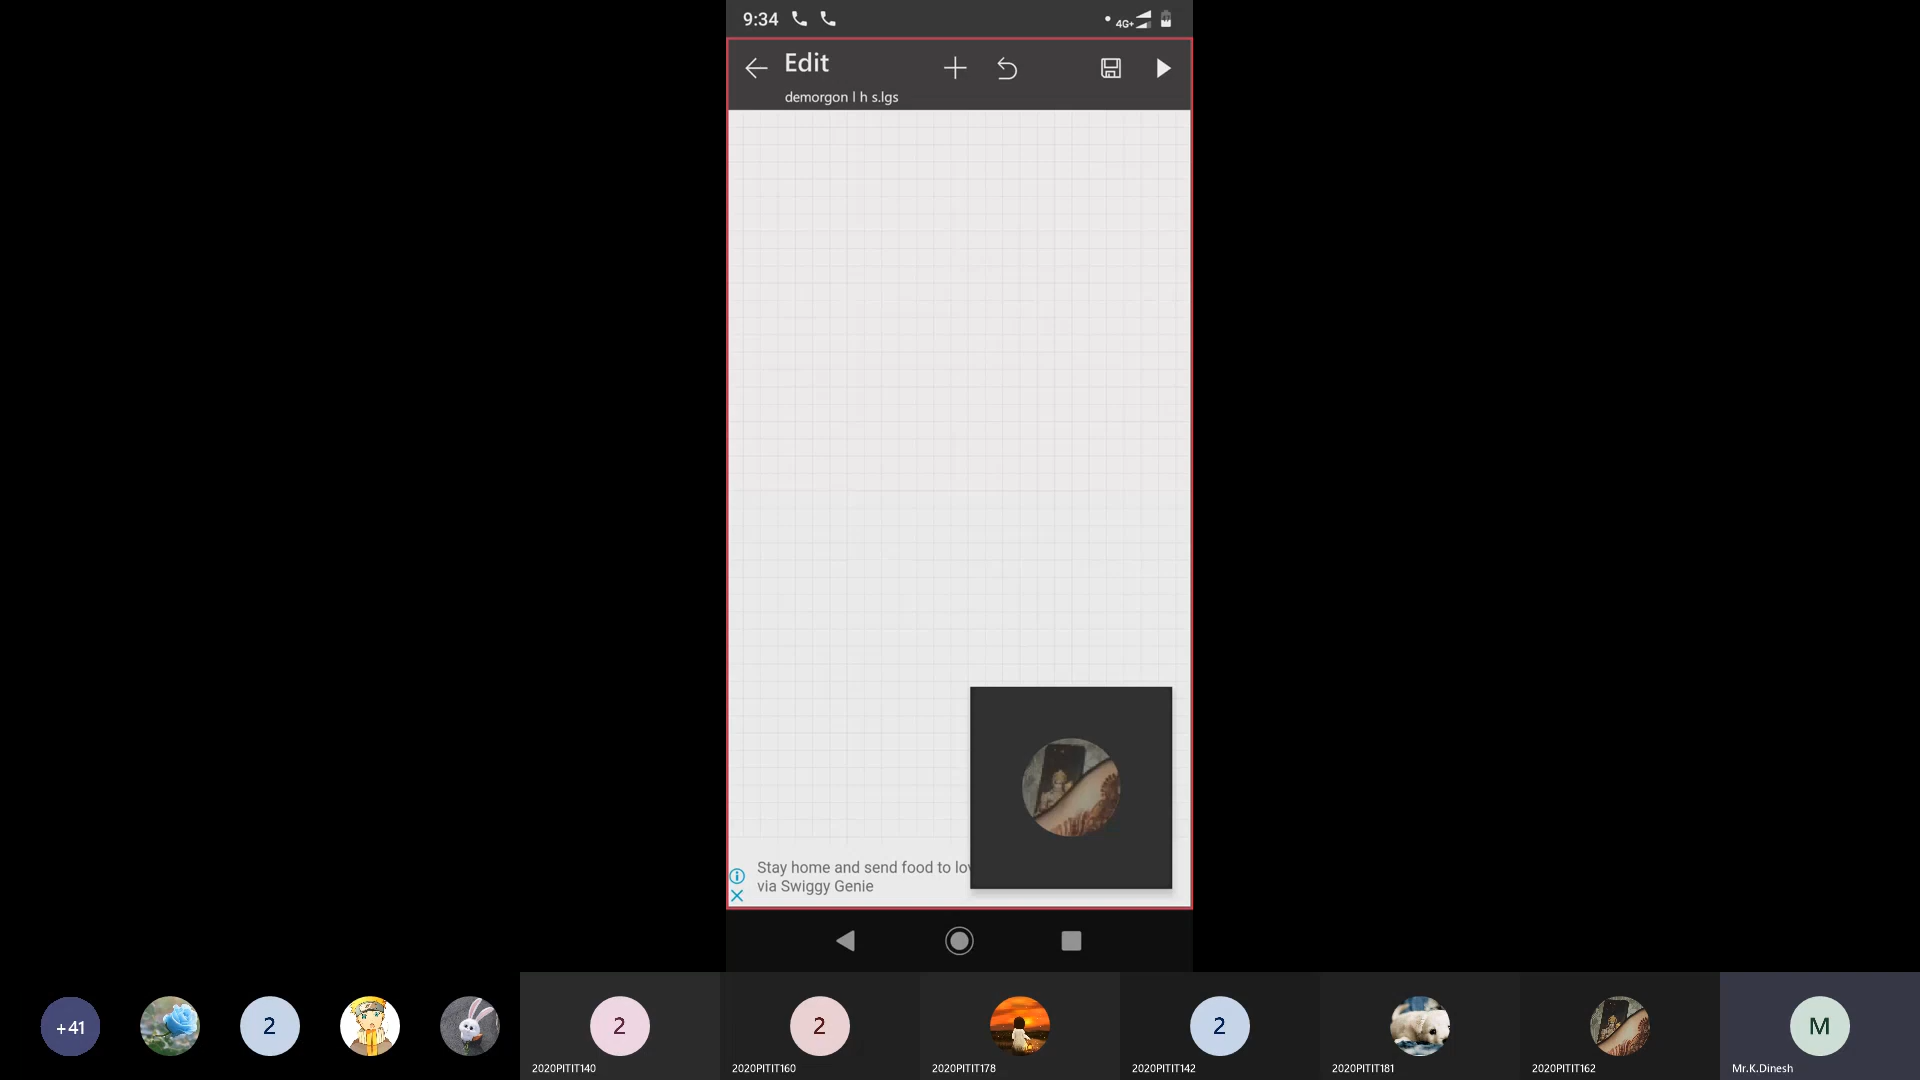 9:34
4G+
Edit
demorgon l h s.lgs
Stay home and send food to lo
via Swiggy Genie
+41
2
2
2
2
M
2020PITIT140
2020PITIT160
2020PITIT178
2020PITIT142
2020PITIT181
2020PITIT162
Mr.K.Dinesh